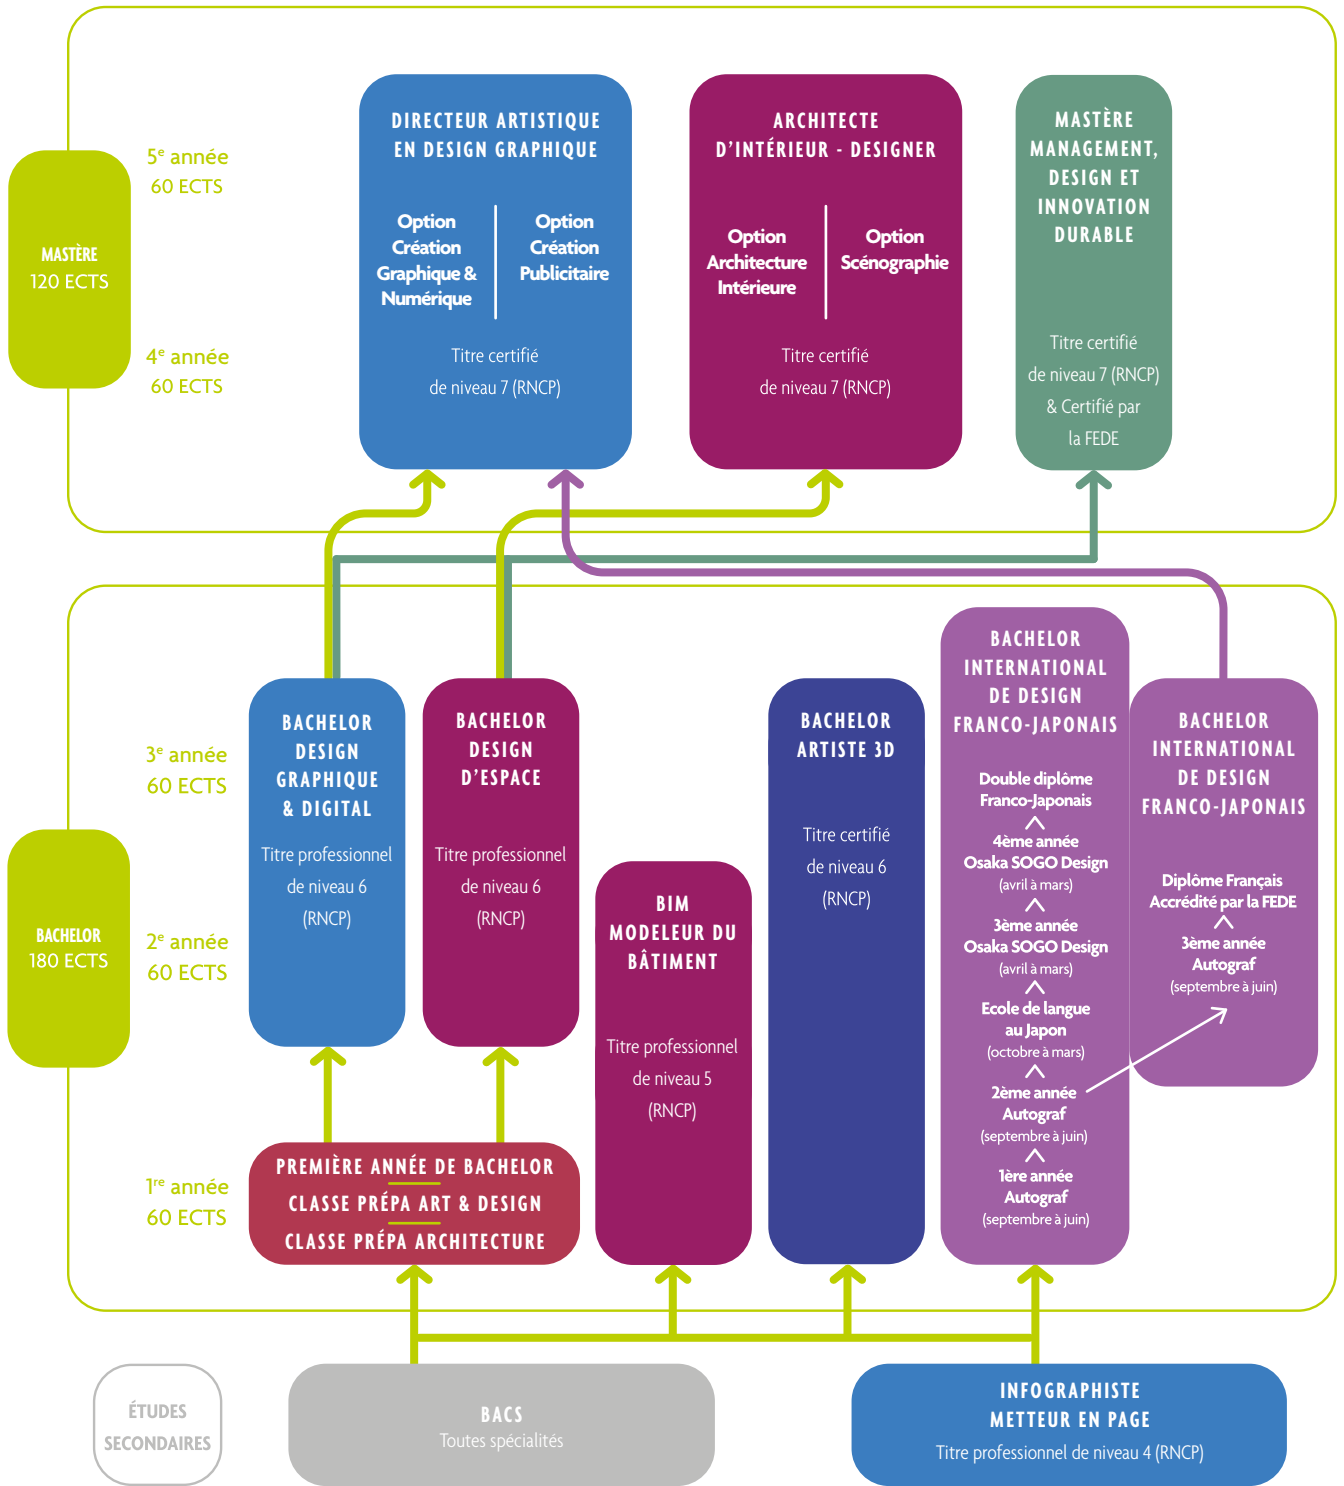 DIRECTEUR ARTISTIQUE
EN DESIGN GRAPHIQUE
Option
Création
Graphique &
Numérique
Option
Création
Publicitaire
Titre certifié
de niveau 7 (RNCP)
ARCHITECTE
D'INTÉRIEUR - DESIGNER
Option
Architecture
Intérieure
Option
Scénographie
Titre certifié
de niveau 7 (RNCP)
MASTÈRE
MANAGEMENT,
DESIGN ET
INNOVATION
DURABLE
Titre certifié
de niveau 7 (RNCP)
& Certifié par
la FEDE
5e année
60 ECTS
MASTÈRE
120 ECTS
4e année
60 ECTS
BACHELOR
DESIGN
GRAPHIQUE
& DIGITAL
Titre professionnel
de niveau 6
(RNCP)
BACHELOR
DESIGN
D'ESPACE
Titre professionnel
de niveau 6
(RNCP)
BIM
MODELEUR DU
BÂTIMENT
Titre professionnel
de niveau 5
(RNCP)
BACHELOR
ARTISTE 3D
Titre certifié
de niveau 6
(RNCP)
BACHELOR
INTERNATIONAL
DE DESIGN
FRANCO-JAPONAIS
Double diplôme
Franco-Japonais
4ème année
Osaka SOGO Design
(avril à mars)
3ème année
Osaka SOGO Design
(avril à mars)
Ecole de langue
au Japon
(octobre à mars)
2ème année
Autograf
(septembre à juin)
1ère année
Autograf
(septembre à juin)
BACHELOR
INTERNATIONAL
DE DESIGN
FRANCO-JAPONAIS
Diplôme Français
Accrédité par la FEDE
3ème année
Autograf
(septembre à juin)
3e année
60 ECTS
BACHELOR
180 ECTS
2e année
60 ECTS
1re année
60 ECTS
PREMIÈRE ANNÉE DE BACHELOR
CLASSE PRÉPA ART & DESIGN
CLASSE PRÉPA ARCHITECTURE
ÉTUDES
SECONDAIRES
BACS
Toutes spécialités
INFOGRAPHISTE
METTEUR EN PAGE
Titre professionnel de niveau 4 (RNCP)